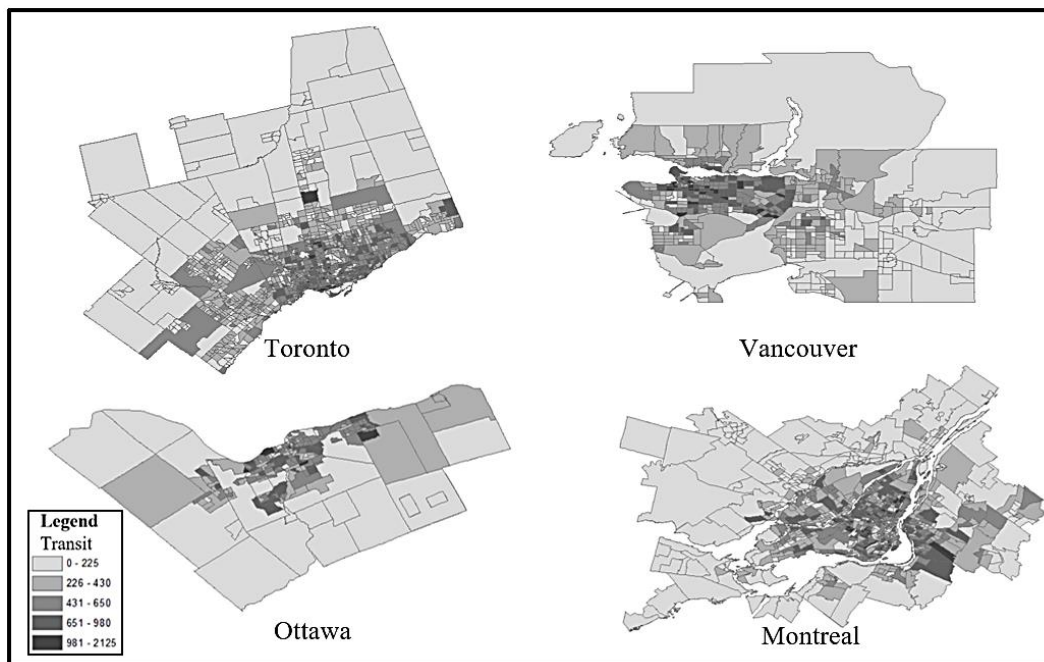 Toronto
Vancouver
Ottawa
Montreal
Legend
Transit
0 - 225
226 - 430
431 - 650
651 - 980
981 - 2125